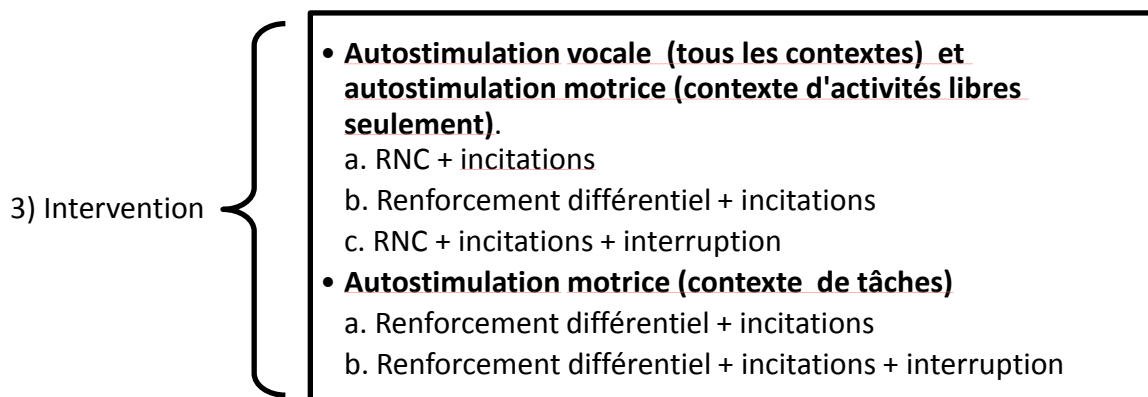 • Autostimulation vocale (tous les contextes) et
autostimulation motrice (contexte d'activités libres
seulement).
a. RNC + incitations
b. Renforcement différentiel + incitations
3) Intervention
c. RNC + incitations + interruption
• Autostimulation motrice (contexte de tâches)
a. Renforcement différentiel + incitations
b. Renforcement différentiel + incitations + interruption